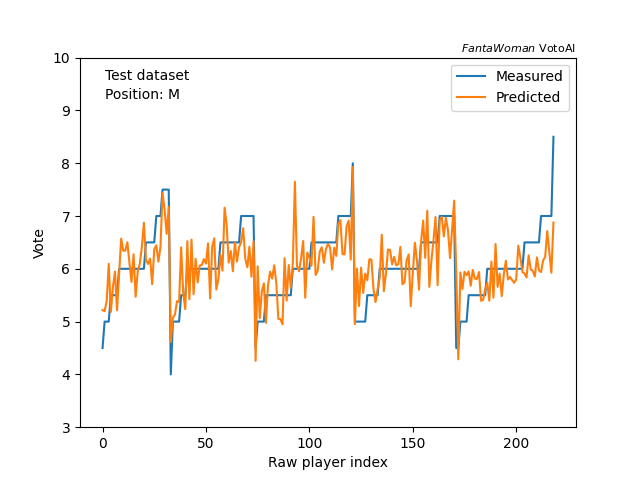 FantaWoman VotoAI
Test dataset
Position: M
Measured
Predicted
10
9
8
7
6
5
4
3
Vote
0 50 100 150 200
Raw player index